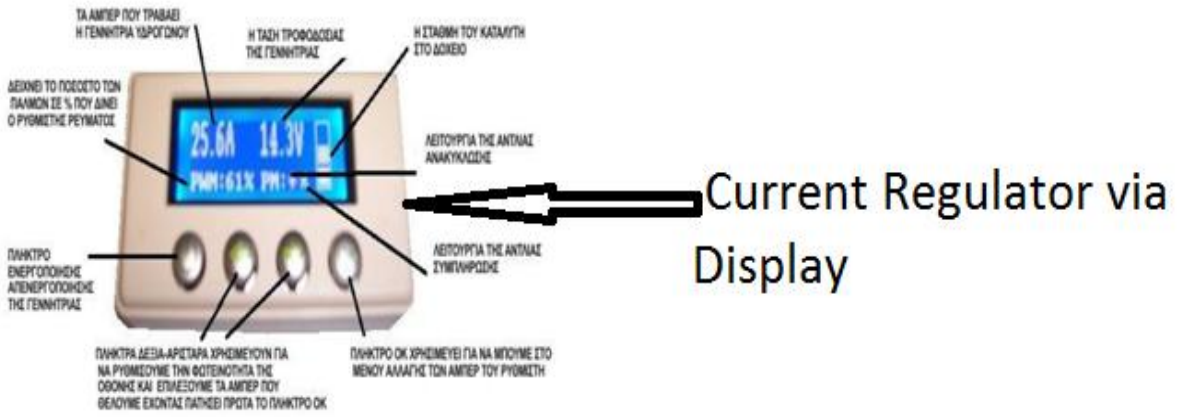 ΤΑ ΑΜΠΕΡ ΠΟΥ ΤΡΑΒΑΕΙ
Η ΓΕΝΝΗΤΡΙΑ ΥΔΡΟΓΟΝΟΥ
Η ΤΑΣΗ ΤΡΟΦΟΔΟΣΙΑΣ
ΤΗΣ ΓΕΝΝΗΤΡΙΑΣ
Η ΣΤΑΘΜΗ ΤΟΥ ΚΑΤΑΛΥΤΗ
ΣΤΟ ΔΟΧΕΙΟ
ΔΕΙΧΝΕΙ ΤΟ ΠΟΣΟΣΤΟ ΤΩΝ
ΠΑΛΜΩΝ ΣΕ % ΠΟΥ ΔΙΝΕΙ
Ο ΡΥΘΜΙΣΤΗΣ ΡΕΥΜΑΤΟΣ
25.6A 14.3V
PWM:61% PM:
ΛΕΙΤΟΥΡΓΙΑ ΤΗΣ ΑΝΤΛΙΑΣ
ΑΝΑΚΥΚΛΩΣΗΣ
Current Regulator via
Display
ΛΕΙΤΟΥΡΓΙΑ ΤΗΣ ΑΝΤΛΙΑΣ
ΣΥΜΠΛΗΡΩΣΗΣ
ΠΛΗΚΤΡΟ
ΕΝΕΡΓΟΠΟΙΗΣΗΣ
ΑΠΕΝΕΡΓΟΠΟΙΗΣΗΣ
ΤΗΣ ΓΕΝΝΗΤΡΙΑΣ
ΠΛΗΚΤΡΑ ΔΕΞΙΑ-ΑΡΙΣΤΑΡΑ ΧΡΗΣΙΜΕΥΟΥΝ ΓΙΑ
ΝΑ ΡΥΘΜΙΣΟΥΜΕ ΤΗΝ ΦΩΤΕΙΝΟΤΗΤΑ ΤΗΣ
ΟΘΟΝΗΣ ΚΑΙ ΕΠΙΛΕΞΟΥΜΕ ΤΑ ΑΜΠΕΡ ΠΟΥ
ΘΕΛΟΥΜΕ ΕΧΟΝΤΑΣ ΠΑΤΗΣΕΙ ΠΡΩΤΑ ΤΟ ΠΛΗΚΤΡΟ ΟΚ
ΠΛΗΚΤΡΟ ΟΚ ΧΡΗΣΙΜΕΥΕΙ ΓΙΑ ΝΑ ΜΠΟΥΜΕ ΣΤΟ
ΜΕΝΟΥ ΑΛΛΑΓΗΣ ΤΩΝ ΑΜΠΕΡ ΤΟΥ ΡΥΘΜΙΣΤΗ